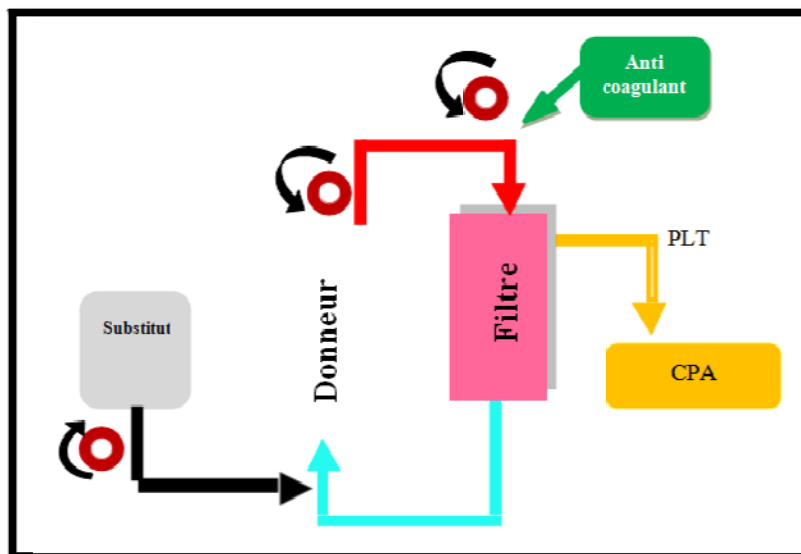 Anti
coagulant
PLT
Donneur
Filtre
Substitut
CPA